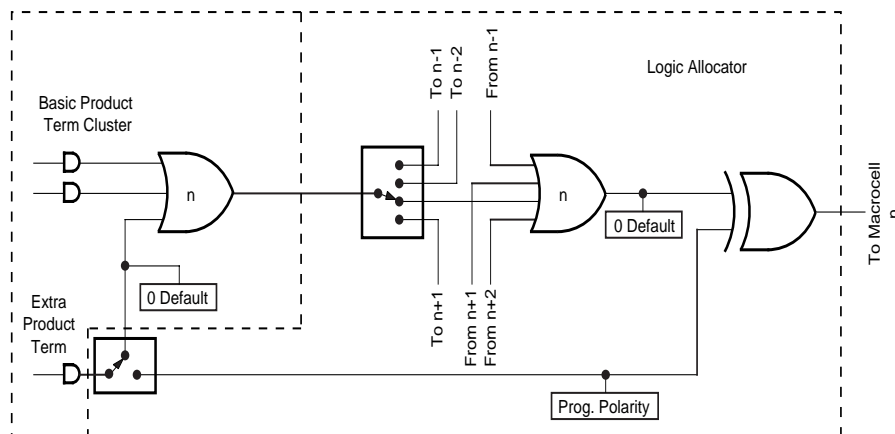 Basic Product
Term Cluster
n
0 Default
Extra
Product
Term
To n-1
To n-2
From n-1
Logic Allocator
n
0 Default
To n+1
From n+1
From n+2
Prog. Polarity
To Macrocell
n